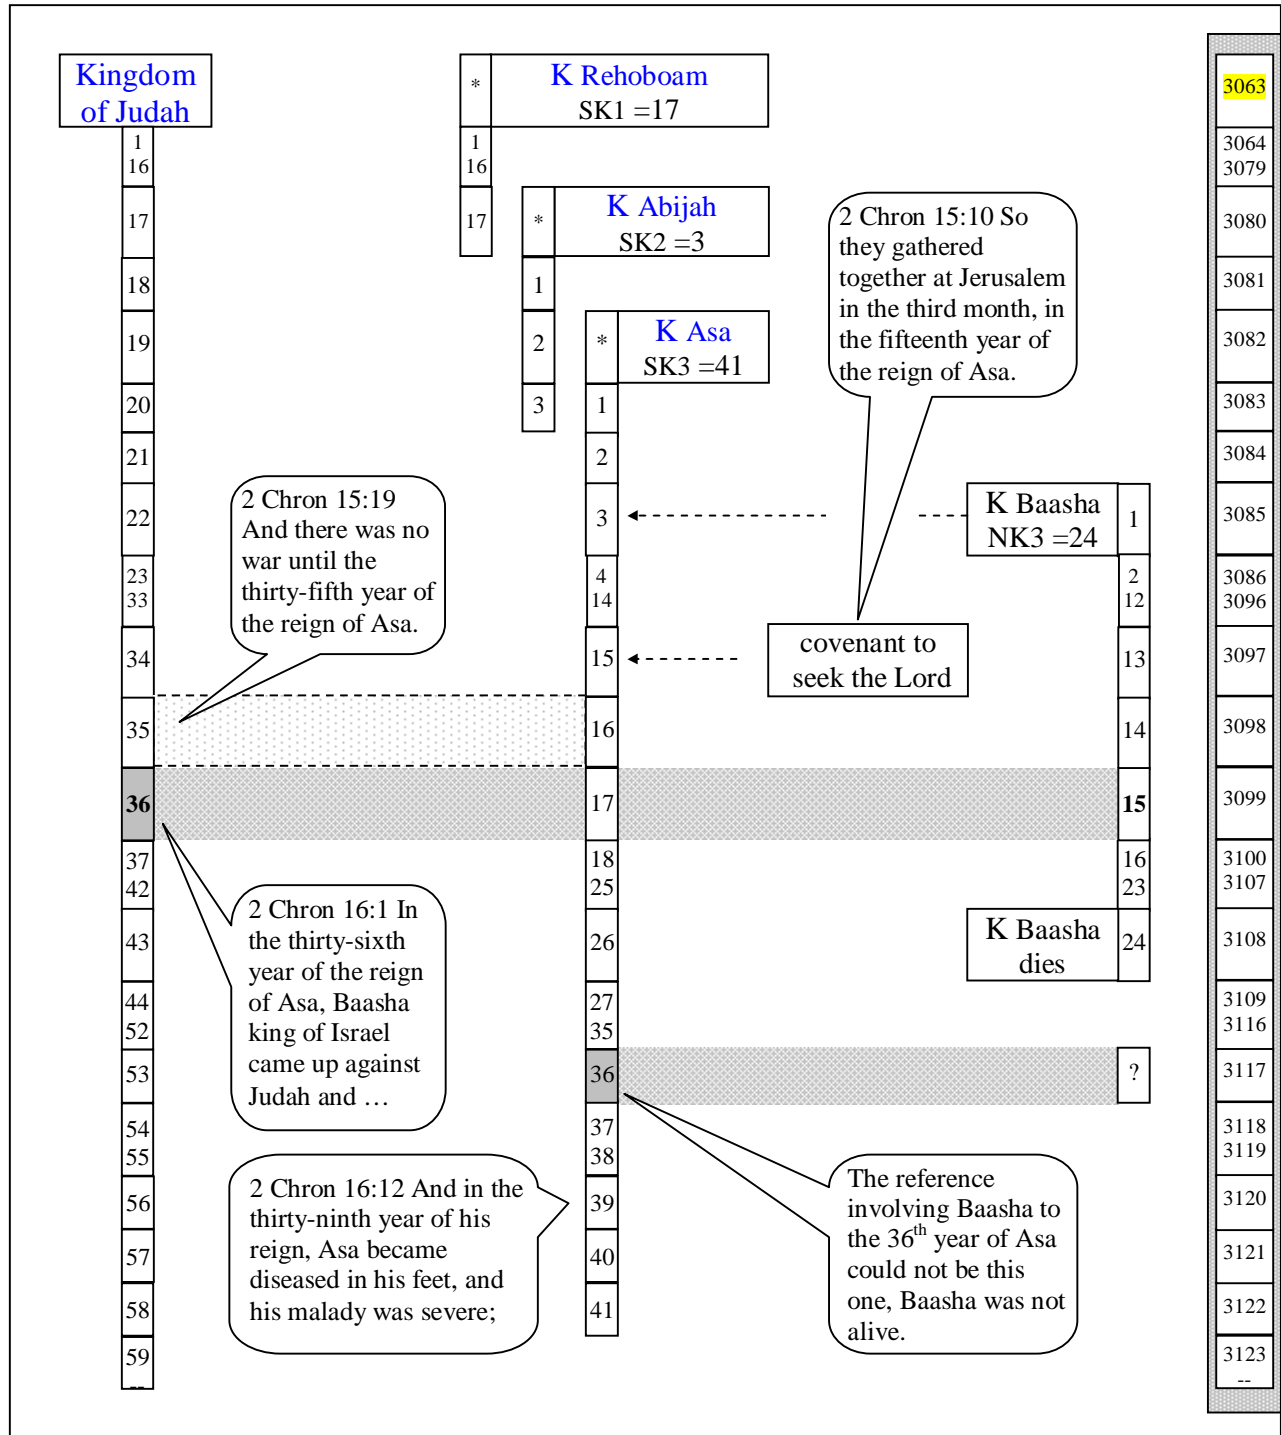 Kingdom
of Judah
1
16
17
18
19
20
21
22
23
33
34
35
36
37
42
43
44
52
53
54
55
56
57
58
59
--
*
K Rehoboam
SK1 =17
1
16
17
*
K Abijah
SK2 =3
1
2
3
*
K Asa
SK3 =41
1
2
3
4
14
15
16
17
18
25
26
27
35
36
37
38
39
40
41
2 Chron 15:10 So
they gathered
together at Jerusalem
in the third month, in
the fifteenth year of
the reign of Asa.
2 Chron 15:19
And there was no
war until the
thirty-fifth year of
the reign of Asa.
covenant to
seek the Lord
2 Chron 16:1 In
the thirty-sixth
year of the reign
of Asa, Baasha
king of Israel
came up against
Judah and …
2 Chron 16:12 And in the
thirty-ninth year of his
reign, Asa became
diseased in his feet, and
his malady was severe;
The reference
involving Baasha to
the 36th year of Asa
could not be this
one, Baasha was not
alive.
K Baasha
NK3 =24
1
2
12
13
14
15
16
23
K Baasha
dies
24
?
3063
3064
3079
3080
3081
3082
3083
3084
3085
3086
3096
3097
3098
3099
3100
3107
3108
3109
3116
3117
3118
3119
3120
3121
3122
3123
--